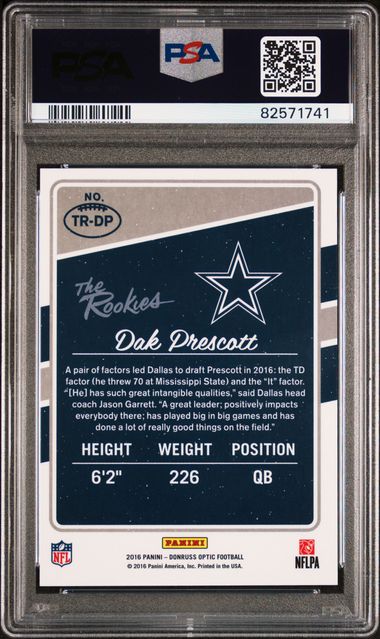 PSA
PSA
82571741
NO.
TR-DP
The
Rookies
Dak Prescott
A pair of factors led Dallas to draft Prescott in 2016: the TD
factor (he threw 70 at Mississippi State) and the "It" factor.
"[He] has such great intangible qualities," said Dallas head
coach Jason Garrett. "A great leader; positively impacts
everybody there; has played big in big games and has
done a lot of really good things on the field."
HEIGHT WEIGHT POSITION
6'2" 226 QB
PANINI
NFL
2016 PANINI – DONRUSS OPTIC FOOTBALL
© 2016 Panini America, Inc. Printed in the USA.
NFLPA